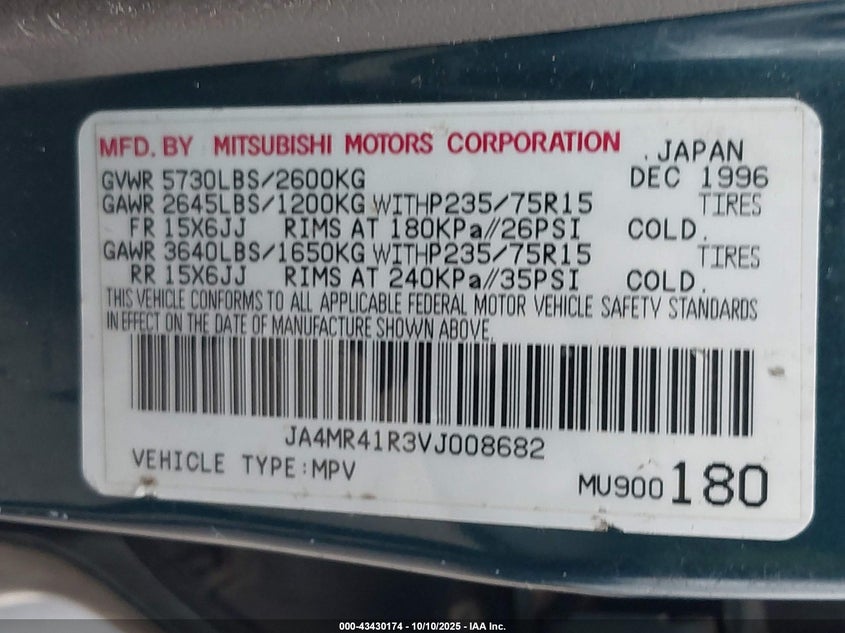 MFD. BY MITSUBISHI MOTORS CORPORATION . JAPAN
GVWR 5730LBS/2600KG DEC 1996
GAWR 2645LBS/1200KG WITHP235/75R15 TIRES
FR 15X6JJ RIMS AT 180KPa//26PSI COLD.
GAWR 3640LBS/1650KG WITHP235/75R15 TIRES
RR 15X6JJ RIMS AT 240KPa//35PSI COLD.
THIS VEHICLE CONFORMS TO ALL APPLICABLE FEDERAL MOTOR VEHICLE SAFETY STANDARDS
IN EFFECT ON THE DATE OF MANUFACTURE SHOWN ABOVE.
JA4MR41R3VJ008682
VEHICLE TYPE:MPV
MU900 180
000-43430174 - 10/10/2025 - IAA Inc.